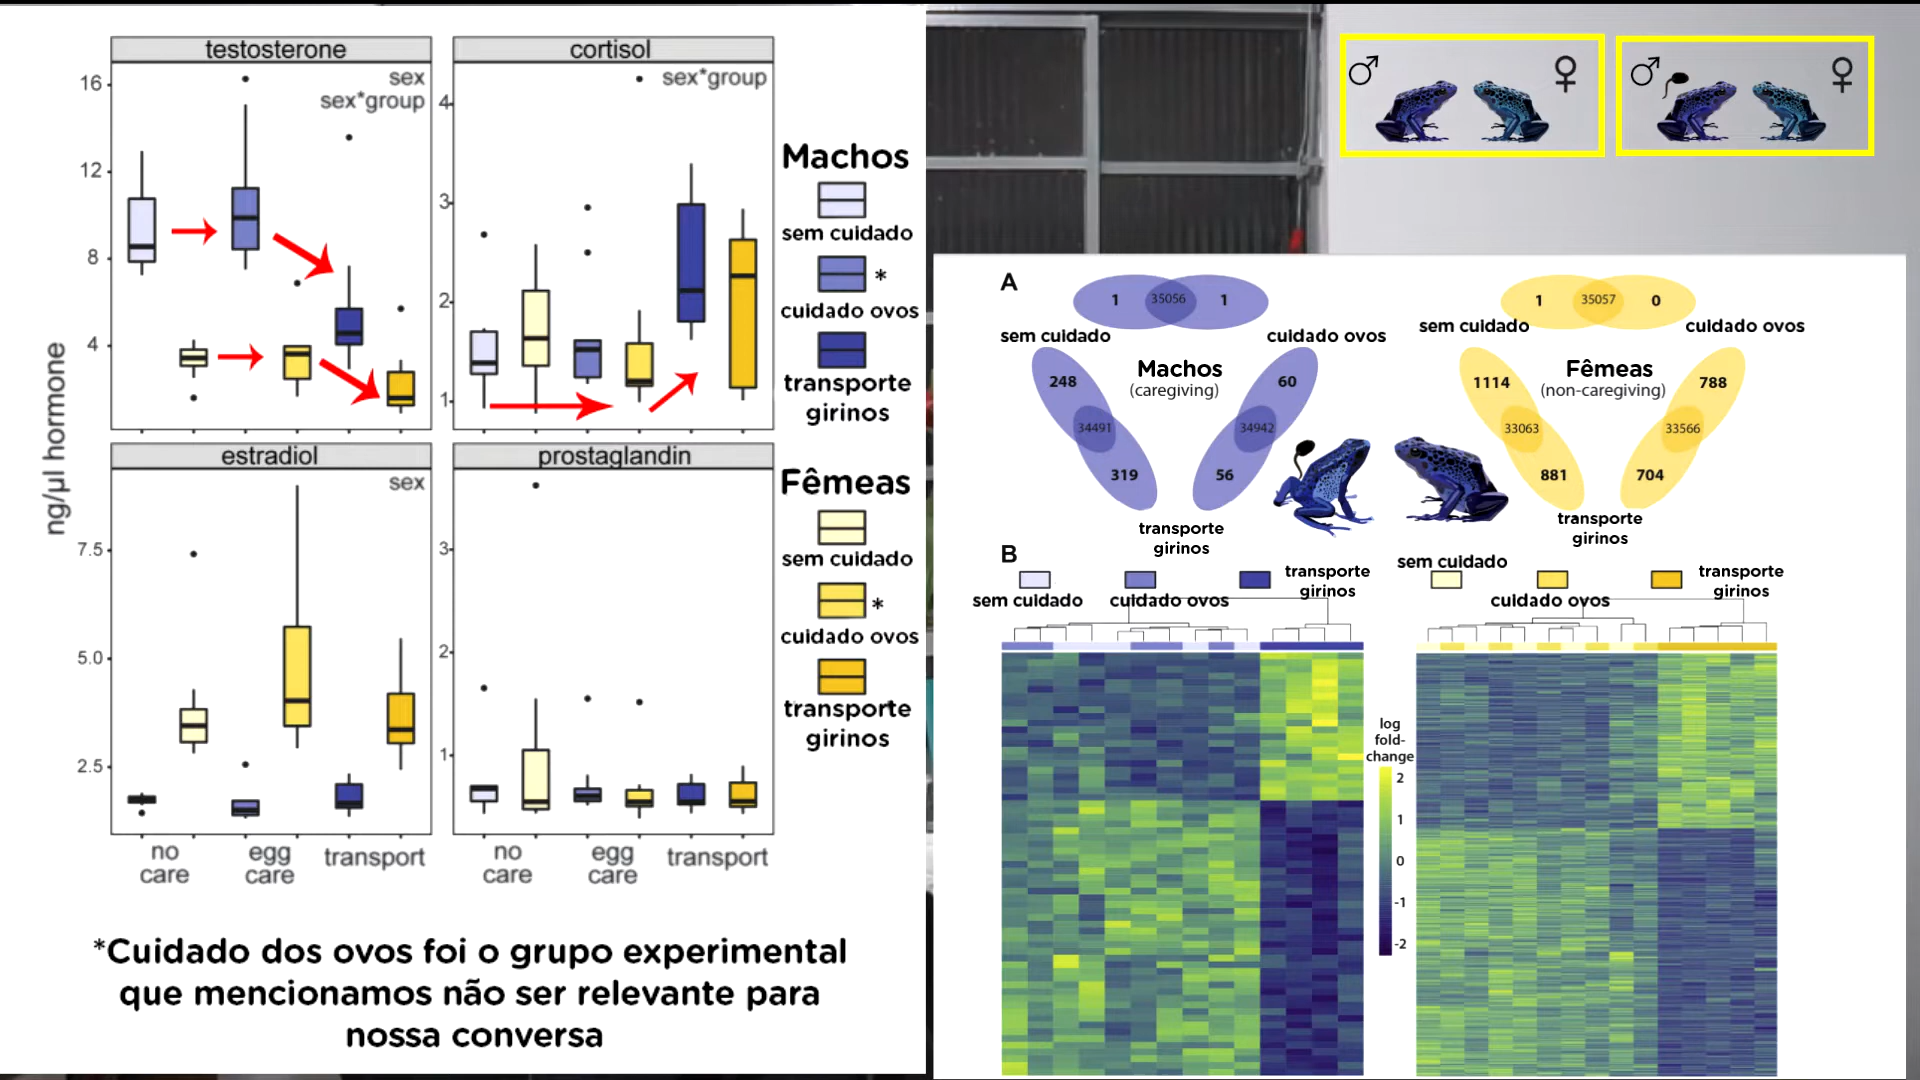 testosterone
sex
sex*group
16
12
8
4
cortisol
sex*group
4
3
2
1
ng/µl hormone
estradiol
sex
7.5
5.0
2.5
prostaglandin
3
2
1
no care
egg care
transport
no care
egg care
transport
Machos
sem cuidado
*
cuidado ovos
transporte
girinos
Fêmeas
sem cuidado
*
cuidado ovos
transporte
girinos
*Cuidado dos ovos foi o grupo experimental
que mencionamos não ser relevante para
nossa conversa
♂ ♀
♂ ♀
A
1 35056 1
sem cuidado
cuidado ovos
Machos
(caregiving)
248
34491
319
60
34942
56
transporte
girinos
1 35057 0
sem cuidado
cuidado ovos
Fêmeas
(non-caregiving)
1114
33063
881
788
33566
704
transporte
girinos
B
sem cuidado
cuidado ovos
transporte
girinos
sem cuidado
cuidado ovos
transporte
girinos
log
fold-
change
2
1
0
-1
-2